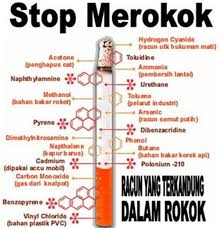 Stop Merokok
Hydrogen Cyanide
(racun utk hukuman mati)
Acetone
(penghapus cat)
Toluidine
Ammonia
(pembersih lantai)
Naphthylamnine
Urethane
Methanol
(bahan bakar roket)
Toluene
(pelarut industri)
Arsenic
(racun semut putih)
Pyrene
Dibenzacridine
Dimethylnitrosamine
Phenol
Napthalene
(kapur barus)
Butane
(bahan bakar korek api)
Cadmium
(dipakai accu mobil)
Polonium -210
Carbon Monoxide
(gas dari knalpot)
Benzopyrene
Vinyl Chloride
(bahan plastik PVC)
RACUN YANG TERKANDUNG
DALAM ROKOK